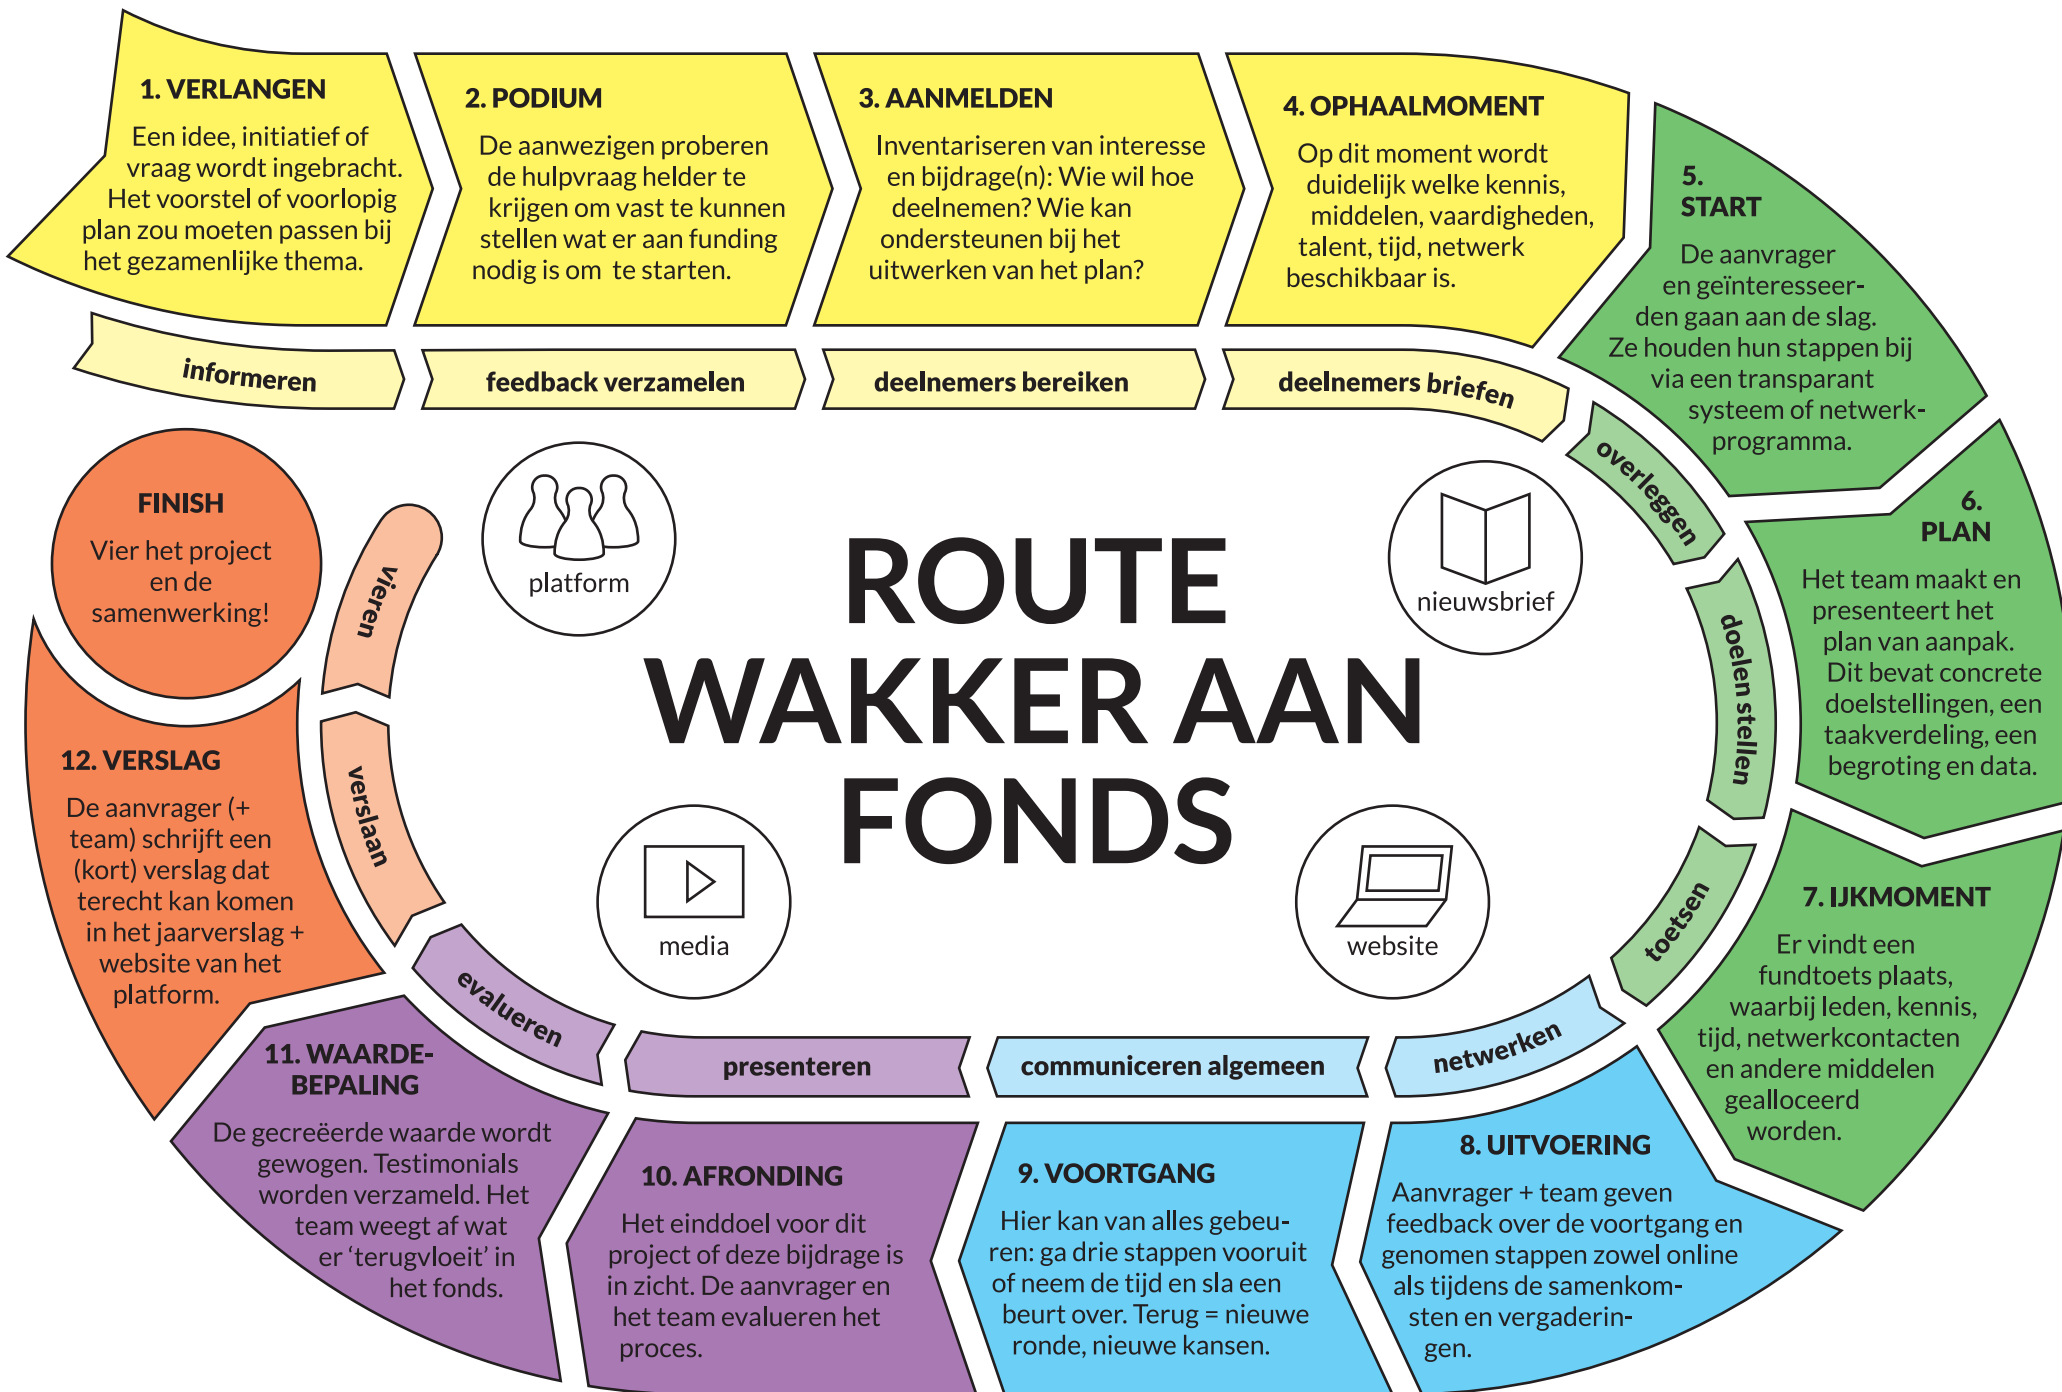 1. VERLANGEN
Een idee, initiatief of
vraag wordt ingebracht.
Het voorstel of voorlopig
plan zou moeten passen bij
het gezamenlijke thema.
2. PODIUM
De aanwezigen proberen
de hulpvraag helder te
krijgen om vast te kunnen
stellen wat er aan funding
nodig is om te starten.
3. AANMELDEN
Inventariseren van interesse
en bijdrage(n): Wie wil hoe
deelnemen? Wie kan
ondersteunen bij het
uitwerken van het plan?
4. OPHAALMOMENT
Op dit moment wordt
duidelijk welke kennis,
middelen, vaardigheden,
talent, tijd, netwerk
beschikbaar is.
5.
START
De aanvrager
en geïnteresseer-
den gaan aan de slag.
Ze houden hun stappen bij
via een transparant
systeem of netwerk-
programma.
informeren
feedback verzamelen
deelnemers bereiken
deelnemers briefen
overleggen
doelen stellen
toetsen
netwerken
communiceren algemeen
presenteren
evalueren
verslaan
vieren
platform
nieuwsbrief
ROUTE
WAKKER AAN
FONDS
media
website
6.
PLAN
Het team maakt en
presenteert het
plan van aanpak.
Dit bevat concrete
doelstellingen, een
taakverdeling, een
begroting en data.
7. IJKMOMENT
Er vindt een
fundtoets plaats,
waarbij leden, kennis,
tijd, netwerkcontacten
en andere middelen
gealloceerd
worden.
8. UITVOERING
Aanvrager + team geven
feedback over de voortgang en
genomen stappen zowel online
als tijdens de samenkom-
sten en vergaderin-
gen.
9. VOORTGANG
Hier kan van alles gebeu-
ren: ga drie stappen vooruit
of neem de tijd en sla een
beurt over. Terug = nieuwe
ronde, nieuwe kansen.
10. AFRONDING
Het einddoel voor dit
project of deze bijdrage is
in zicht. De aanvrager en
het team evalueren het
proces.
11. WAARDE-
BEPALING
De gecreëerde waarde wordt
gewogen. Testimonials
worden verzameld. Het
team weegt af wat
er ‘terugvloeit’ in
het fonds.
12. VERSLAG
De aanvrager (+
team) schrijft een
(kort) verslag dat
terecht kan komen
in het jaarverslag +
website van het
platform.
FINISH
Vier het project
en de
samenwerking!